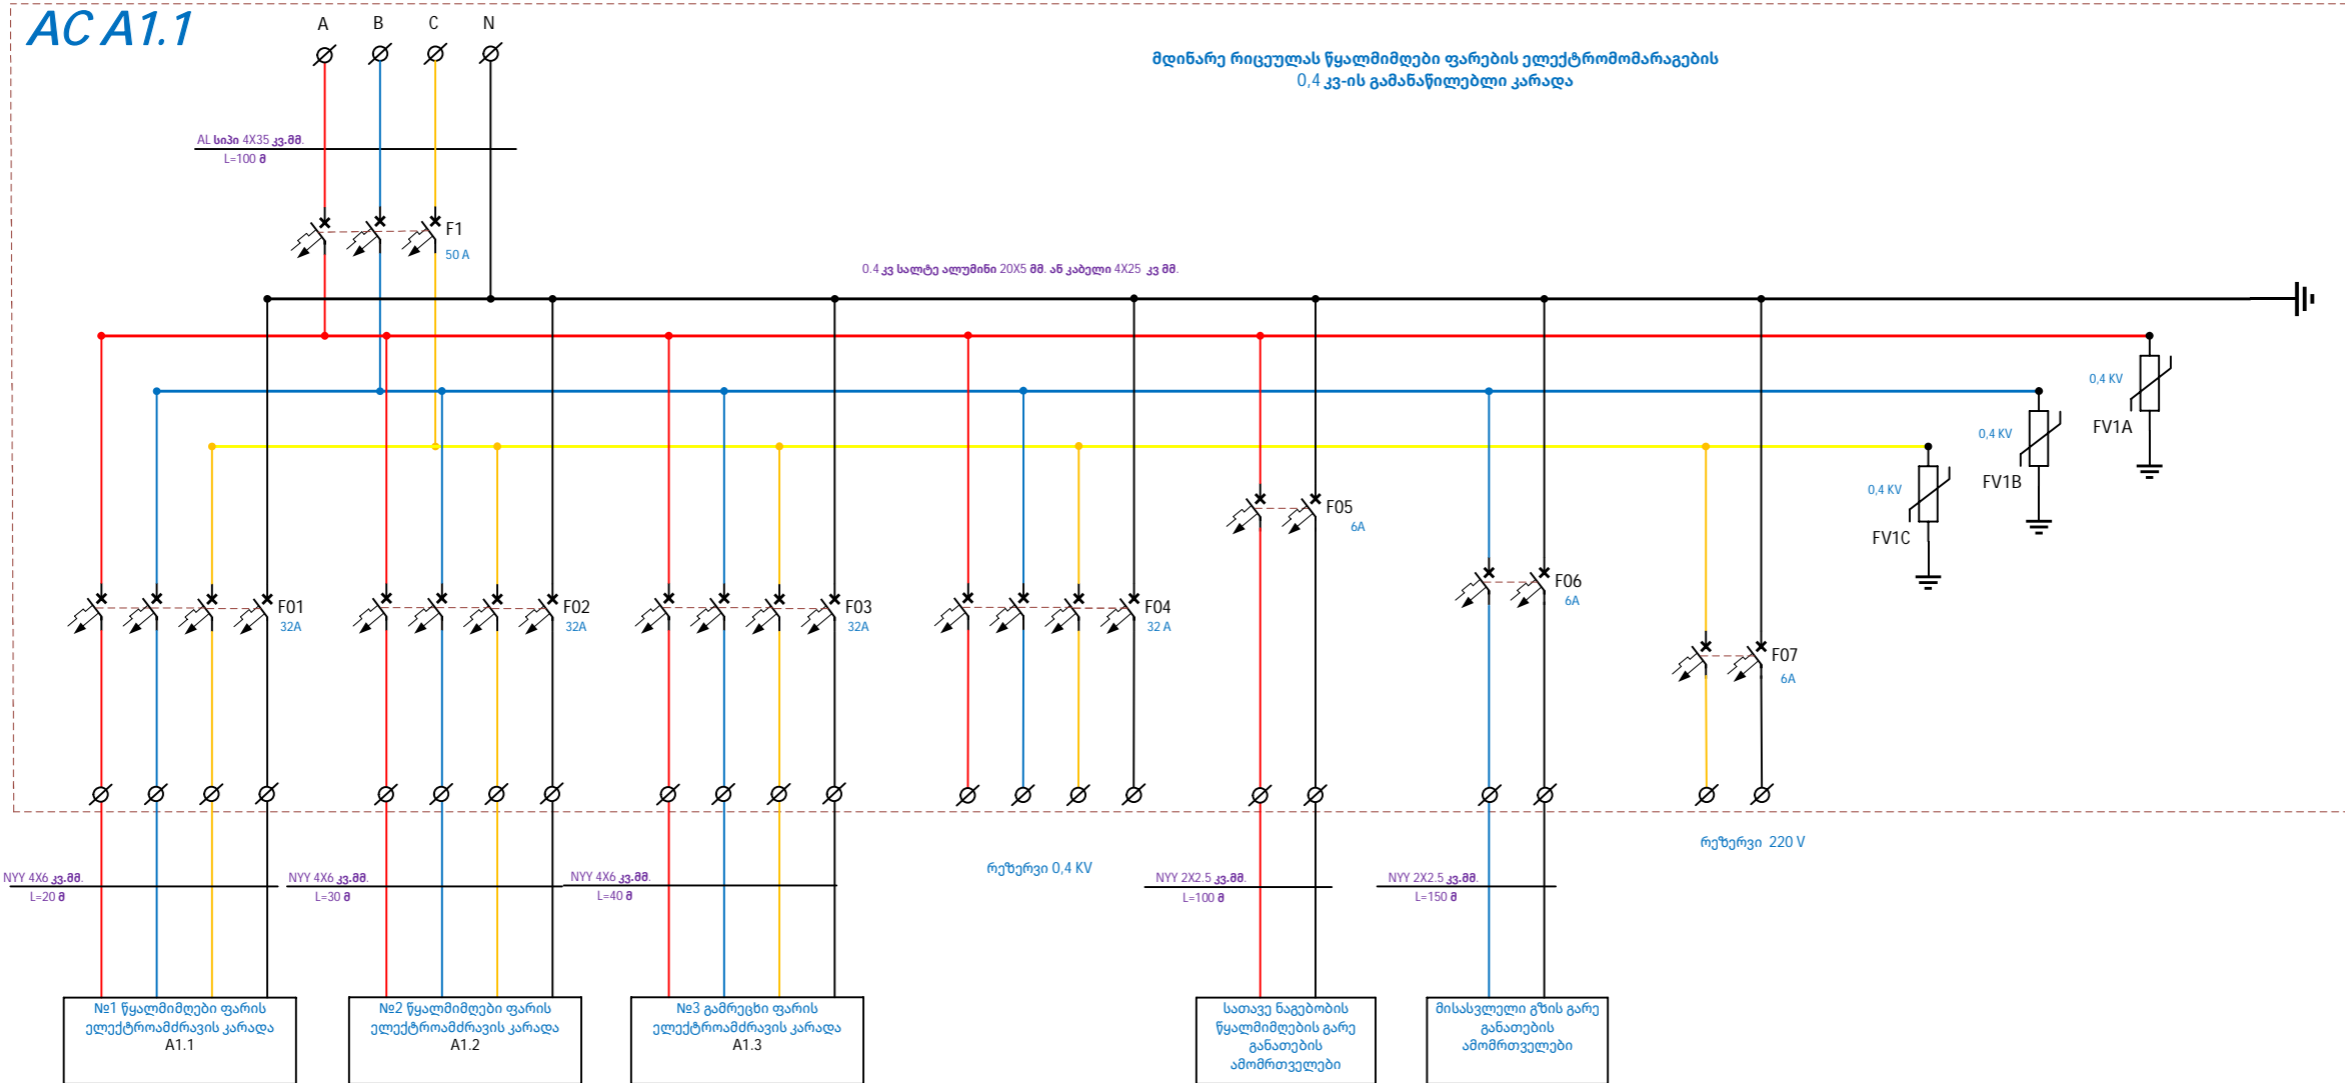 AC A1.1
A
B
C
N
მდინარე რიცეულას წყალმიმღები ფარების ელექტრომომარაგების
0,4 კვ-ის გამანაწილებლი კარადა
AL სიპი 4X35 კვ.მმ.
L=100 მ
F1
50 A
0.4 კვ სალტე ალუმინი 20X5 მმ. ან კაბელი 4X25 კვ მმ.
0,4 KV
FV1A
0,4 KV
FV1B
0,4 KV
FV1C
F05
6A
F06
6A
F01
32A
F02
32A
F03
32A
F04
32 A
F07
6A
რეზერვი 220 V
რეზერვი 0,4 KV
NYY 4X6 კვ.მმ.
L=20 მ
NYY 4X6 კვ.მმ.
L=30 მ
NYY 4X6 კვ.მმ.
L=40 მ
NYY 2X2.5 კვ.მმ.
L=100 მ
NYY 2X2.5 კვ.მმ.
L=150 მ
№1 წყალმიმღები ფარის
ელექტროამძრავის კარადა
A1.1
№2 წყალმიმღები ფარის
ელექტროამძრავის კარადა
A1.2
№3 გამრეცხი ფარის
ელექტროამძრავის კარადა
A1.3
სათავე ნაგებობის
წყალმიმღების გარე
განათების
ამომრთველები
მისასვლელი გზის გარე
განათების
ამომრთველები